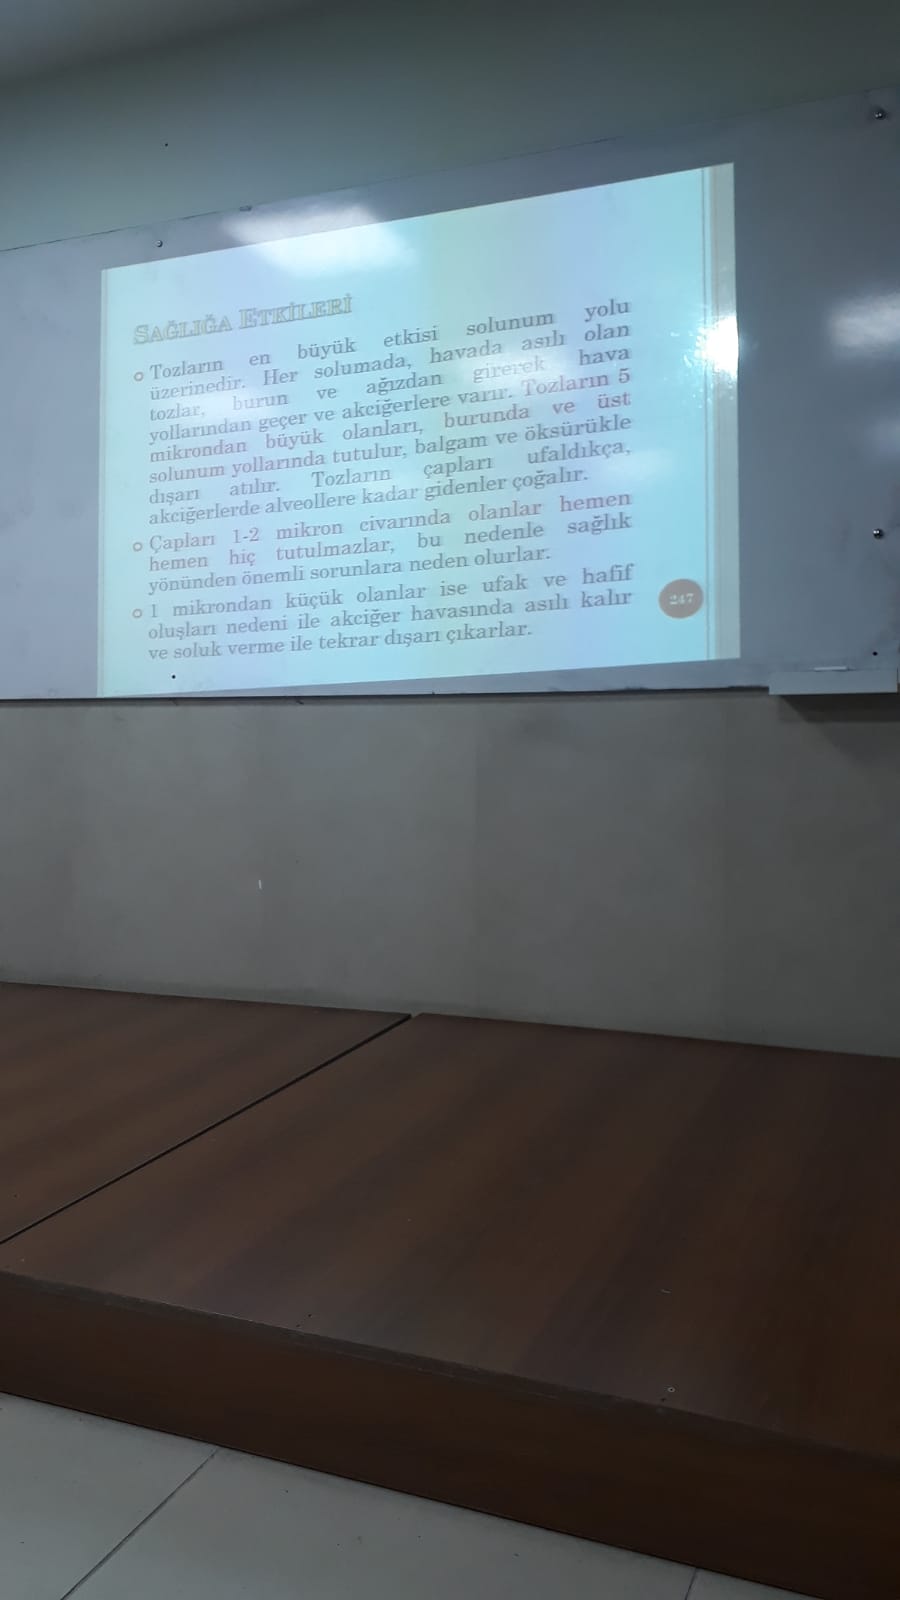 SAĞLIĞA ETKİLERİ
Tozların en büyük etkisi solunum yolu
üzerinedir. Her solumada, havada asılı olan
tozlar, burun ve ağızdan girerek hava
yollarından geçer ve akciğerlere varır. Tozların 5
mikrondan büyük olanları, burunda ve üst
solunum yollarında tutulur, balgam ve öksürükle
dışarı atılır. Tozların çapları ufaldıkça,
akciğerlerde alveollere kadar gidenler çoğalır.
Çapları 1-2 mikron civarında olanlar hemen
hemen hiç tutulmazlar, bu nedenle sağlık
yönünden önemli sorunlara neden olurlar.
1 mikrondan küçük olanlar ise ufak ve hafif
oluşları nedeni ile akciğer havasında asılı kalır
ve soluk verme ile tekrar dışarı çıkarlar.
247